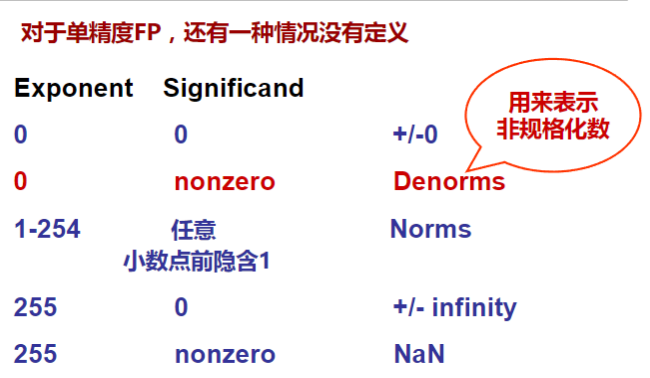 对于单精度FP，还有一种情况没有定义
Exponent Significand
用来表示
非规格化数
0 0 +/-0
0 nonzero Denorms
1-254 任意 Norms
小数点前隐含1
255 0 +/- infinity
255 nonzero NaN